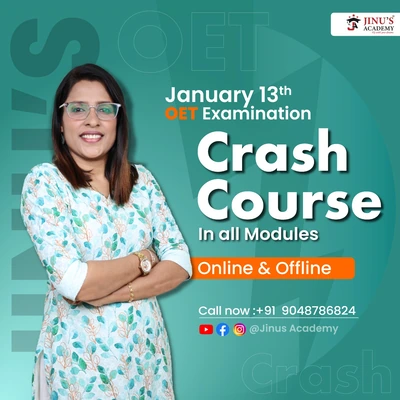 JINU'S
ACADEMY
OET
JINU'S
January 13th
OET Examination
Crash
Course
In all Modules
Online & Offline
Call now :+91 9048786824
@Jinus Academy
Crash